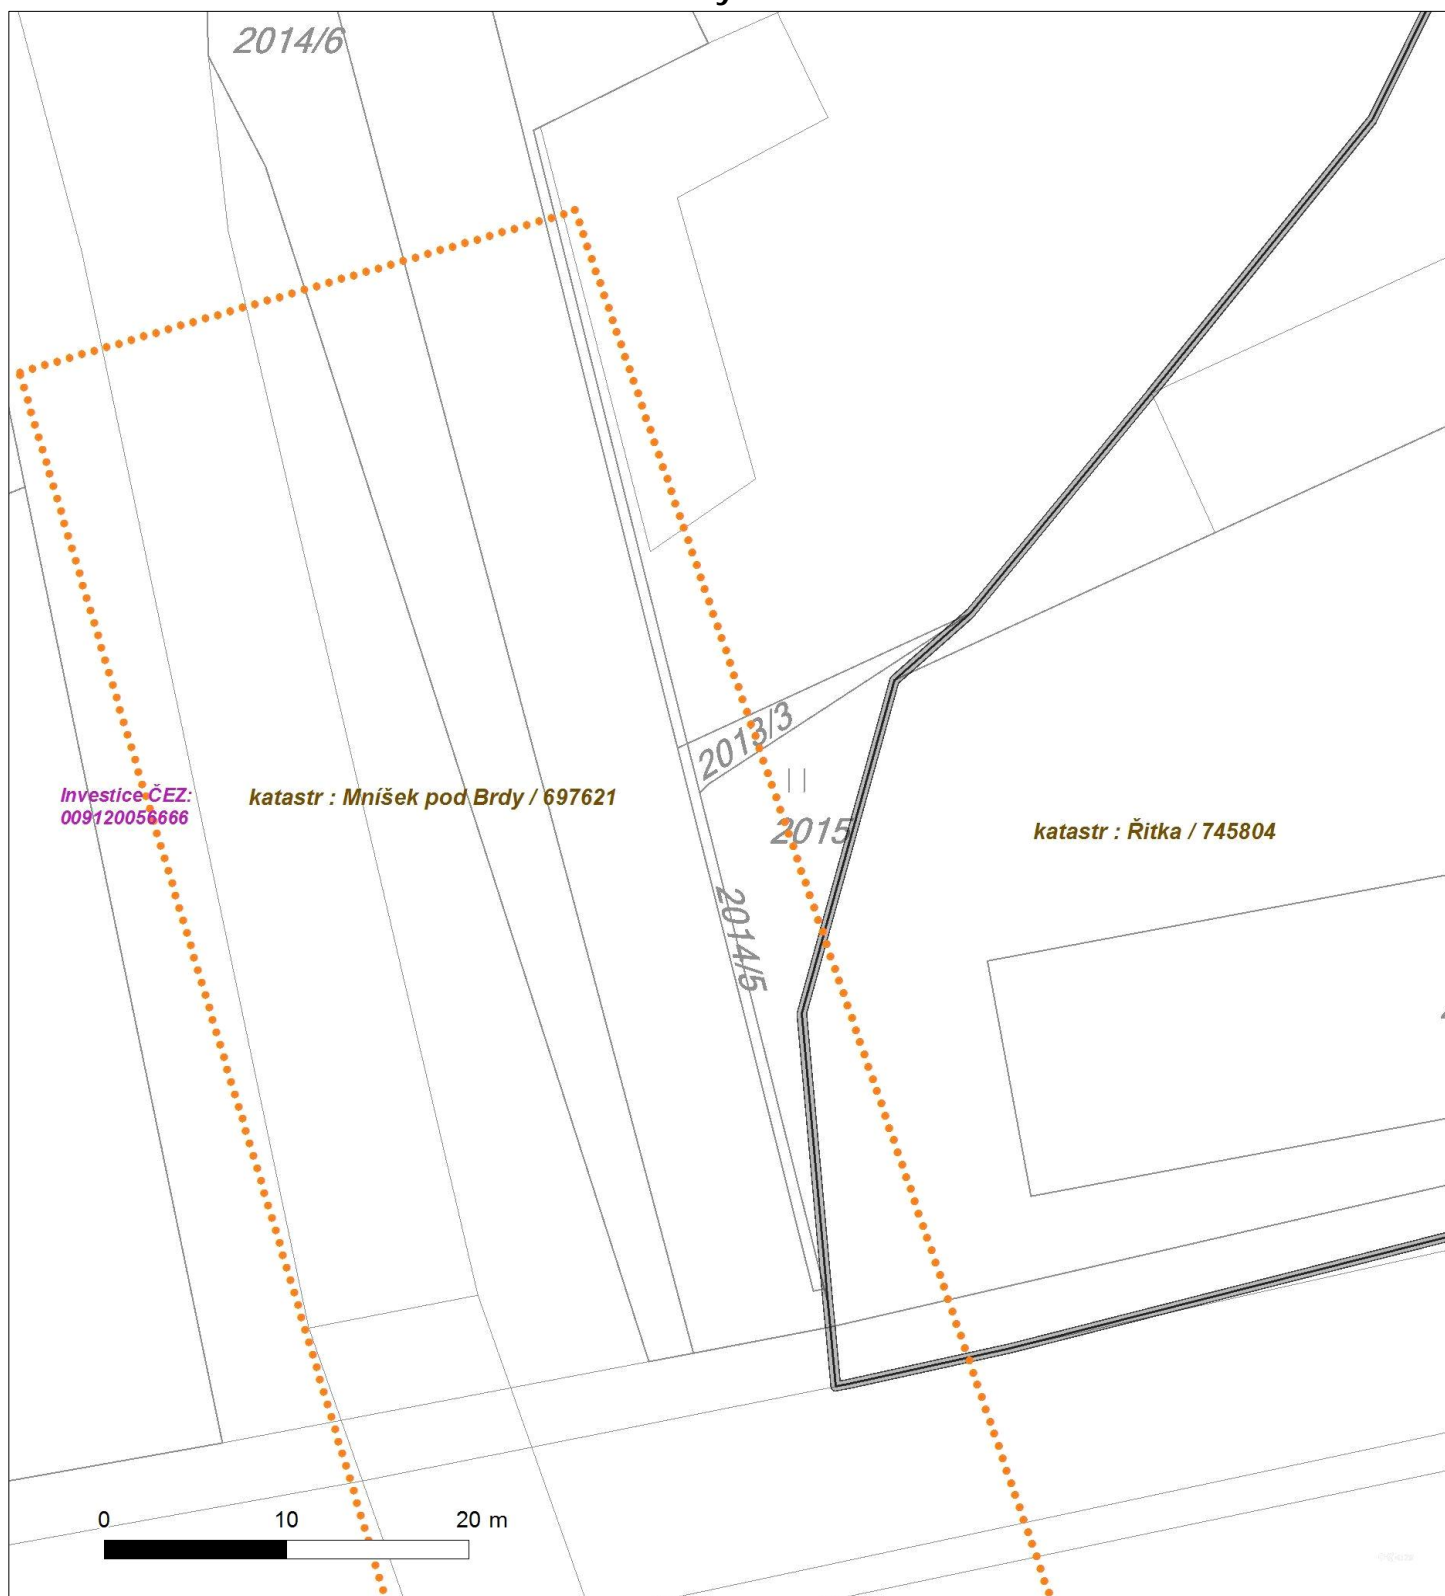 2014/6
2013/3
Investice ČEZ:
009120056666
katastr : Mníšek pod Brdy / 697621
2015
katastr : Řitka / 745804
2014/5
0 10 20 m